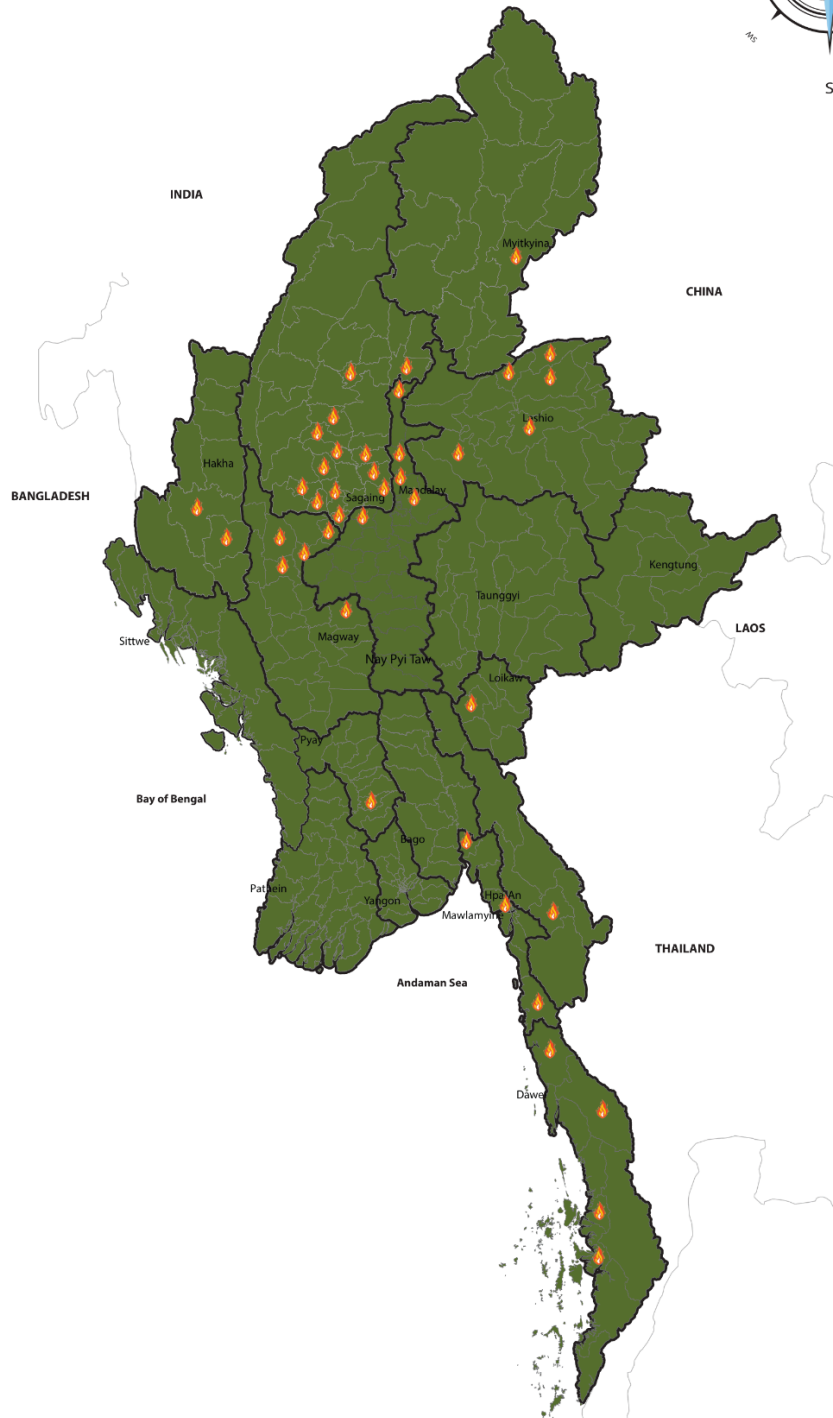 SW
S
INDIA
Myitkyina
CHINA
Lashio
Hakha
Mandalay
BANGLADESH
Sagaing
Kengtung
Taunggyi
LAOS
Sittwe
Magway
Nay Pyi Taw
Loikaw
Pyay
Bay of Bengal
Bago
Pathein
Yangon
Hpa-An
Mawlamyine
THAILAND
Andaman Sea
Dawei